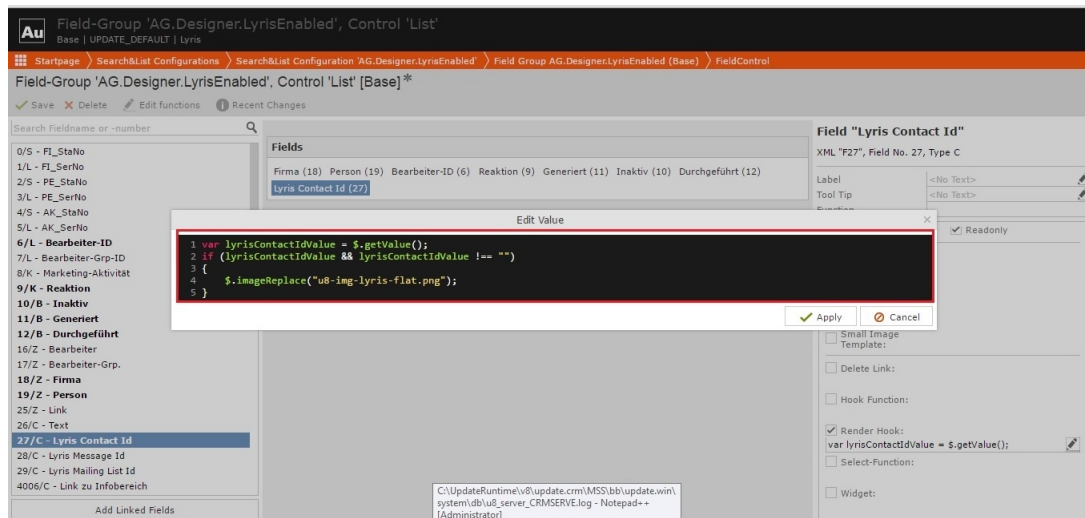 Au
Field-Group 'AG.Designer.LyrisEnabled', Control 'List'
Base | UPDATE_DEFAULT | Lyris
Startpage Search&List Configurations Search&List Configuration 'AG.Designer.LyrisEnabled' Field Group AG.Designer.LyrisEnabled (Base) FieldControl
Field-Group 'AG.Designer.LyrisEnabled', Control 'List' [Base]*
Save Delete Edit functions Recent Changes
Search Fieldname or -number
0/S - FI_StaNo
1/L - FI_SerNo
2/S - PE_StaNo
3/L - PE_SerNo
4/S - AK_StaNo
5/L - AK_SerNo
6/L - Bearbeiter-ID
7/L - Bearbeiter-Grp-ID
8/K - Marketing-Aktivität
9/K - Reaktion
10/B - Inaktiv
11/B - Generiert
12/B - Durchgeführt
16/Z - Bearbeiter
17/Z - Bearbeiter-Grp.
18/Z - Firma
19/Z - Person
25/Z - Link
26/C - Text
27/C - Lyris Contact Id
28/C - Lyris Message Id
29/C - Lyris Mailing List Id
4006/C - Link zu Infobereich
Add Linked Fields
Fields
Firma (18) Person (19) Bearbeiter-ID (6) Reaktion (9) Generiert (11) Inaktiv (10) Durchgeführt (12)
Lyris Contact Id (27)
Edit Value
1 var lyrisContactIdValue = $.getValue();
2 if (lyrisContactIdValue && lyrisContactIdValue !== "")
3 {
4 $.imageReplace("u8-img-lyris-flat.png");
5 }
Apply Cancel
Field "Lyris Contact Id"
XML "F27", Field No. 27, Type C
Label <No Text>
Tool Tip <No Text>
Function
Readonly
Small Image
Template:
Delete Link:
Hook Function:
Render Hook:
var lyrisContactIdValue = $.getValue();
Select-Function:
Widget:
C:\UpdateRuntime\v8\update.crm\MSS\bb\update.win\
system\db\u8_server_CRMSERVE.log - Notepad++
[Administrator]